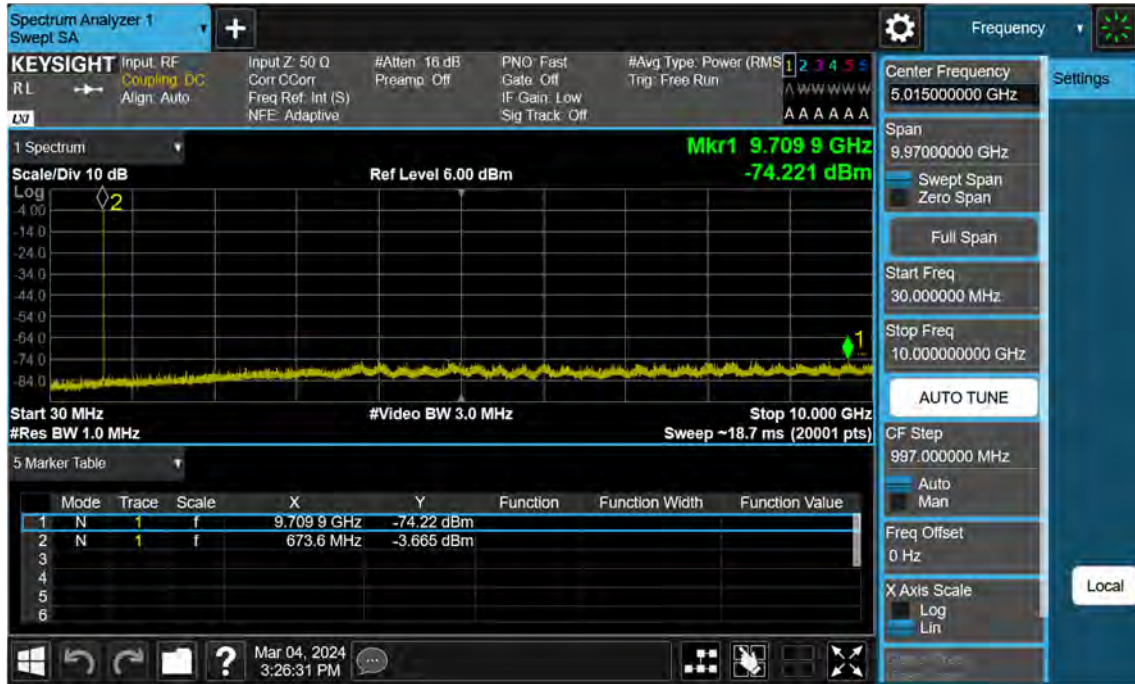 Spectrum Analyzer 1
Swept SA
+
Frequency
KEYSIGHT
RL
LXI
Input: RF
Coupling: DC
Align: Auto
Input Z: 50 Ω
Corr CCorr
Freq Ref: Int (S)
NFE: Adaptive
#Atten: 16 dB
Preamp: Off
PNO: Fast
Gate: Off
IF Gain: Low
Sig Track: Off
#Avg Type: Power (RMS
Trig: Free Run
1 2 3 4 5 6
A W W W W W
A A A A A A
1 Spectrum
Scale/Div 10 dB
Ref Level 6.00 dBm
Mkr1 9.709 9 GHz
-74.221 dBm
Log
-4.00
-14.0
-24.0
-34.0
-44.0
-54.0
-64.0
-74.0
-84.0
2
1
Start 30 MHz
#Video BW 3.0 MHz
Stop 10.000 GHz
#Res BW 1.0 MHz
Sweep ~18.7 ms (20001 pts)
5 Marker Table
Mode Trace Scale X Y Function Function Width Function Value
1 N 1 f 9.709 9 GHz -74.22 dBm
2 N 1 f 673.6 MHz -3.665 dBm
3
4
5
6
?
Mar 04, 2024
3:26:31 PM
Center Frequency
5.015000000 GHz
Settings
Span
9.97000000 GHz
Swept Span
Zero Span
Full Span
Start Freq
30.000000 MHz
Stop Freq
10.000000000 GHz
AUTO TUNE
CF Step
997.000000 MHz
Auto
Man
Freq Offset
0 Hz
X Axis Scale
Log
Lin
Local